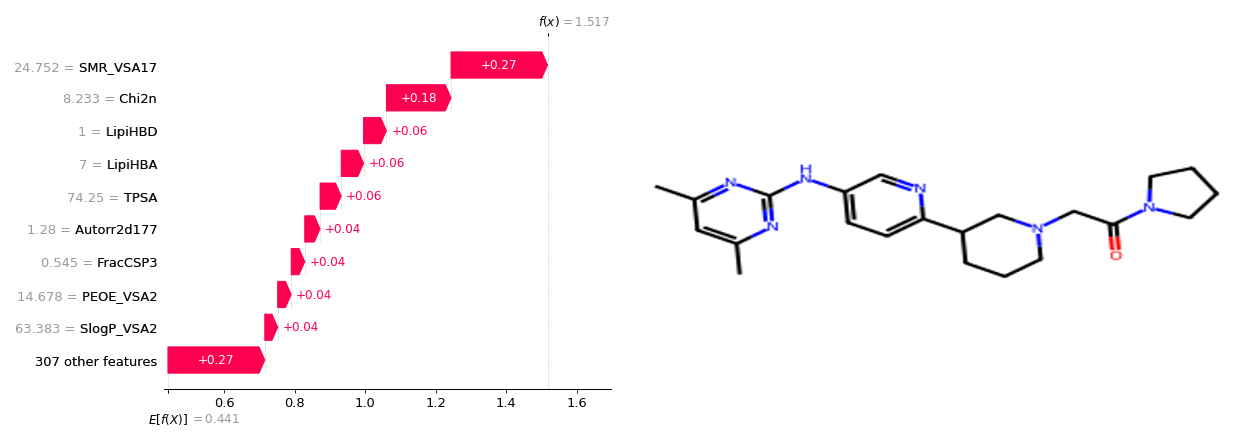 f(x) = 1.517
24.752 = SMR_VSA17
+0.27
8.233 = Chi2n
+0.18
1 = LipiHBD
+0.06
7 = LipiHBA
+0.06
74.25 = TPSA
+0.06
1.28 = Autorr2d177
+0.04
0.545 = FracCSP3
+0.04
14.678 = PEOE_VSA2
+0.04
63.383 = SlogP_VSA2
+0.04
307 other features
+0.27
0.6 0.8 1.0 1.2 1.4 1.6
E[f(X)] = 0.441
H
N
N
N
N
N
N
O